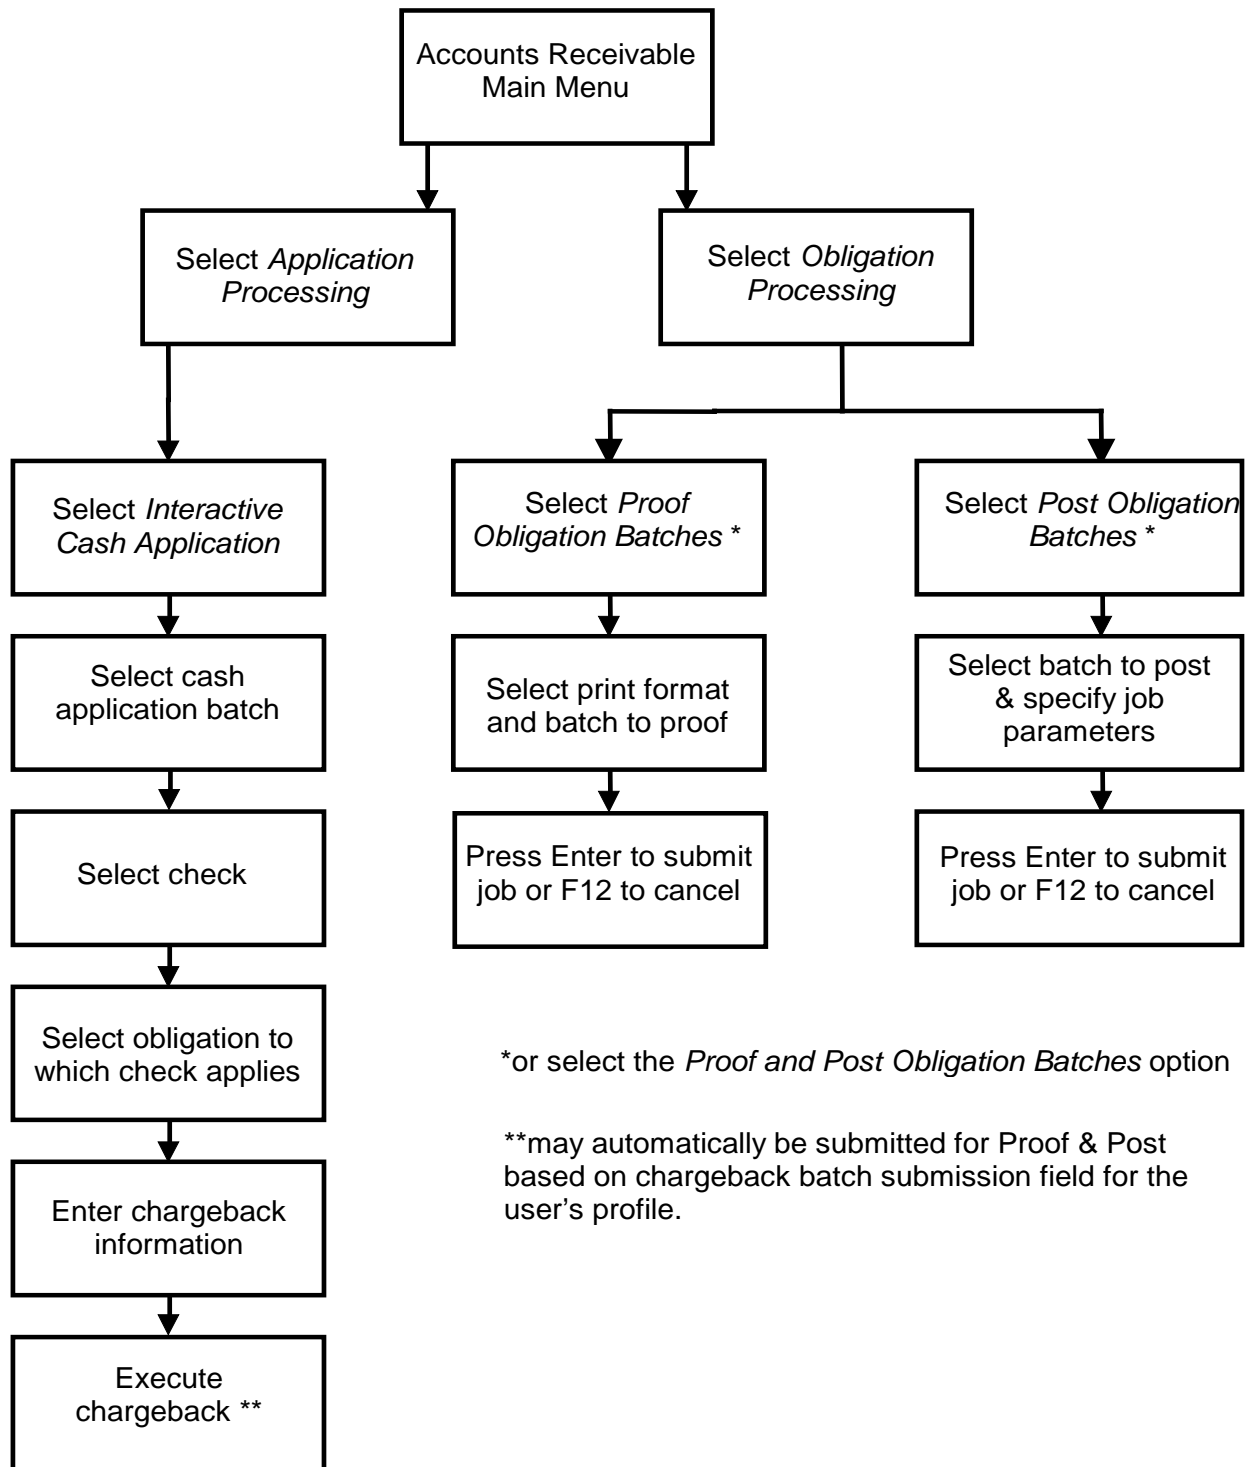 Accounts Receivable
Main Menu
Select Application
Processing
Select Obligation
Processing
Select Interactive
Cash Application
Select Proof
Obligation Batches *
Select Post Obligation
Batches *
Select cash
application batch
Select print format
and batch to proof
Select batch to post
& specify job
parameters
Select check
Press Enter to submit
job or F12 to cancel
Press Enter to submit
job or F12 to cancel
Select obligation to
which check applies
*or select the Proof and Post Obligation Batches option
**may automatically be submitted for Proof & Post
based on chargeback batch submission field for the
user’s profile.
Enter chargeback
information
Execute
chargeback **